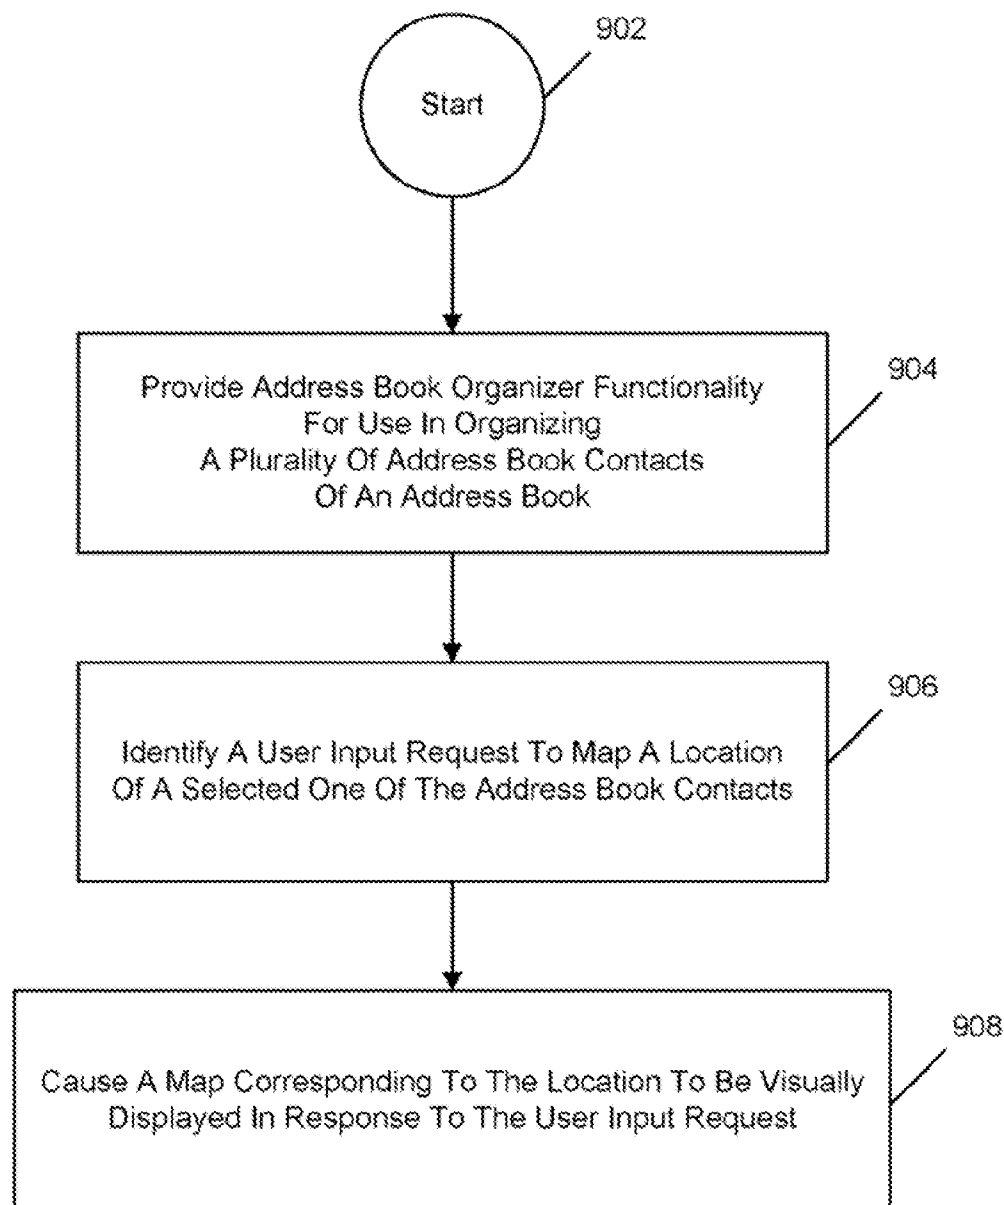 902
Start
904
Provide Address Book Organizer Functionality
For Use In Organizing
A Plurality Of Address Book Contacts
Of An Address Book
906
Identify A User Input Request To Map A Location
Of A Selected One Of The Address Book Contacts
908
Cause A Map Corresponding To The Location To Be Visually
Displayed In Response To The User Input Request